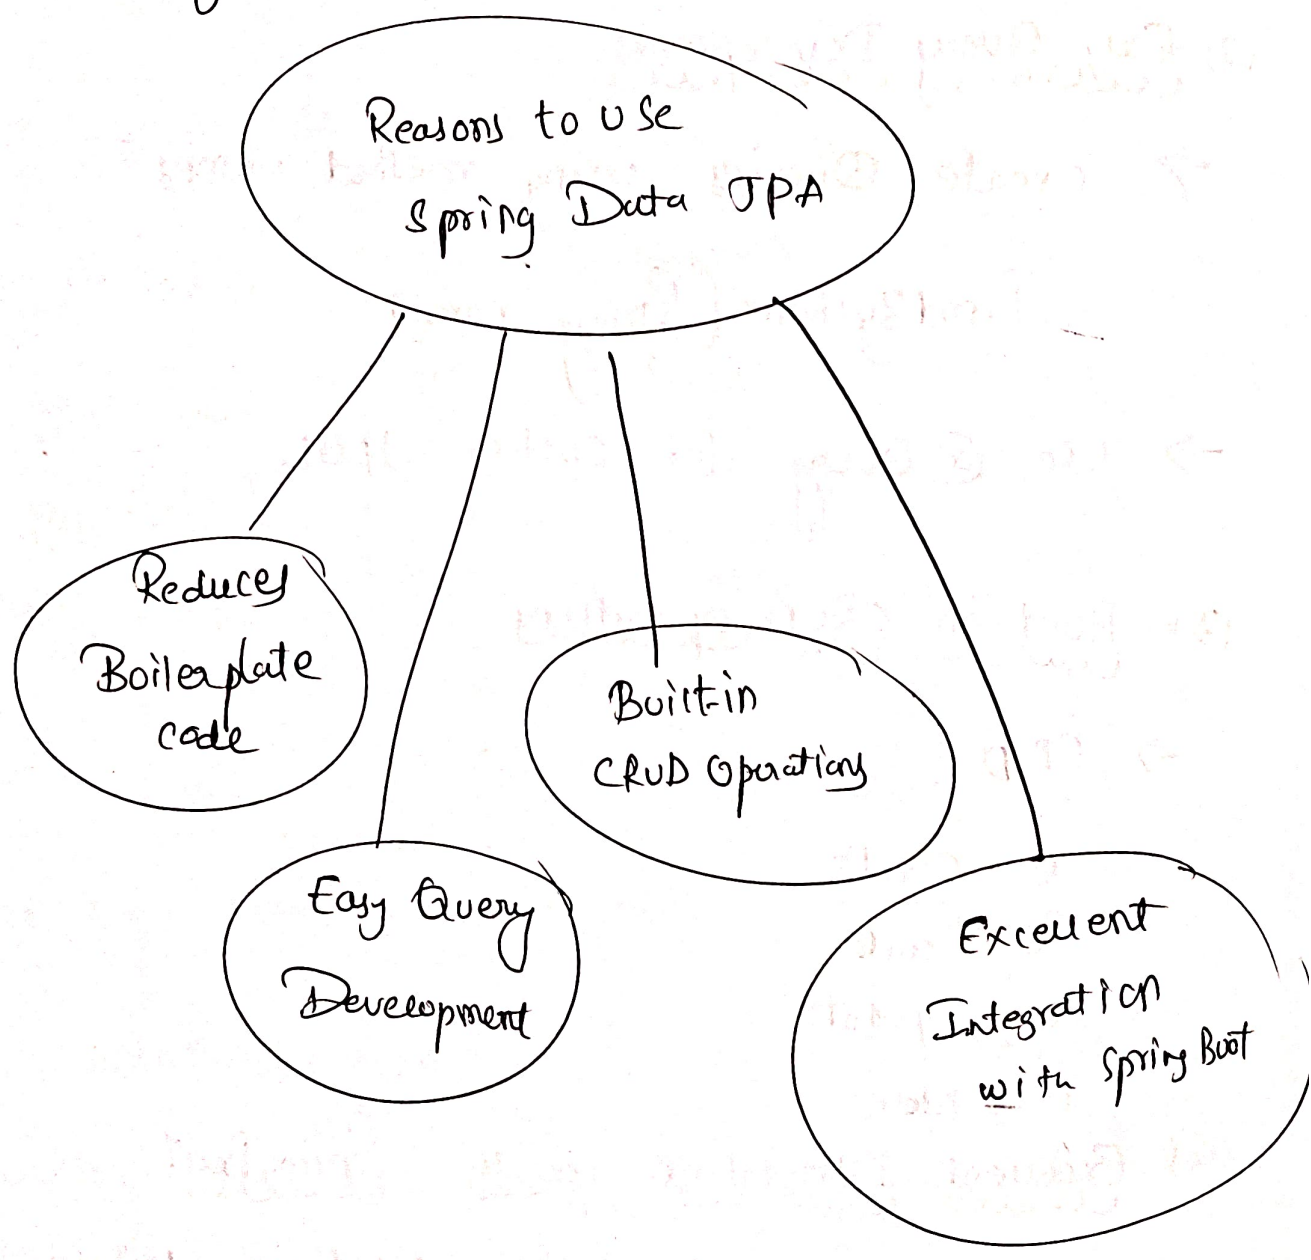 Reasons to use
Spring Data JPA
Reduces
Boilerplate
code
Built-in
CRUD Operations
Easy Query
Development
Excellent
Integration
with Spring Boot